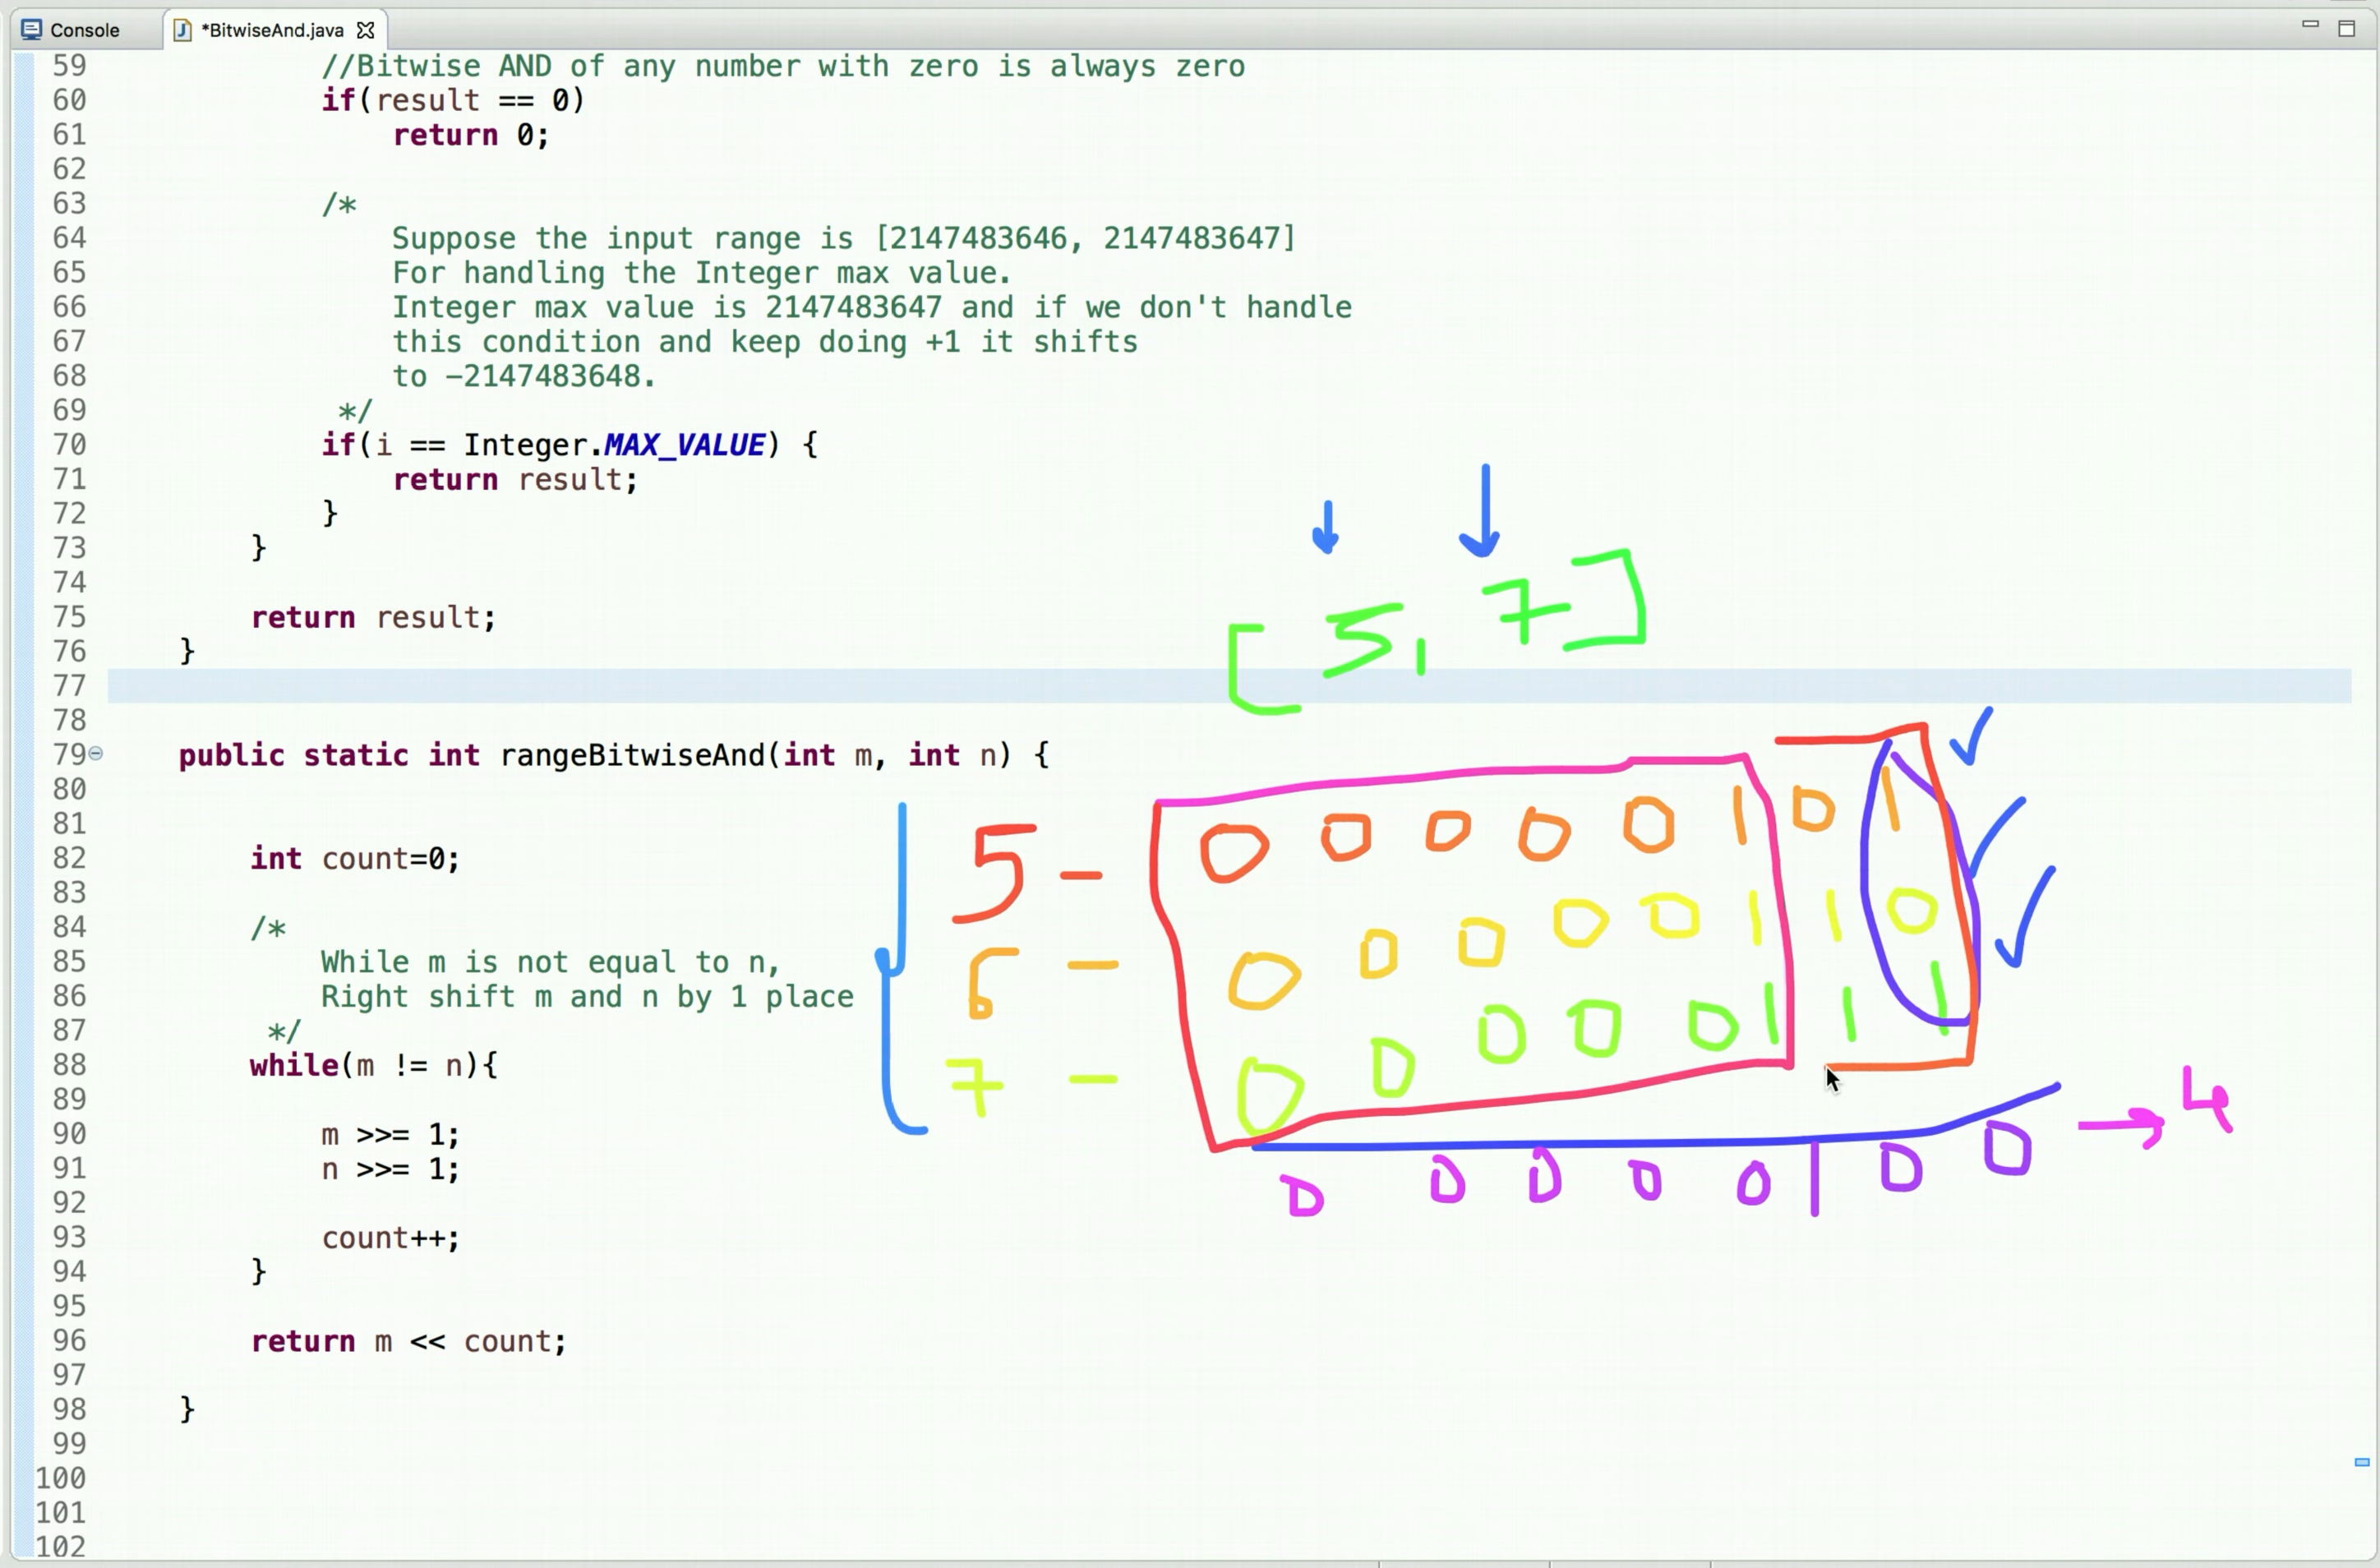 Console
*BitwiseAnd.java
59 //Bitwise AND of any number with zero is always zero
60 if(result == 0)
61 return 0;
62
63 /*
64 Suppose the input range is [2147483646, 2147483647]
65 For handling the Integer max value.
66 Integer max value is 2147483647 and if we don't handle
67 this condition and keep doing +1 it shifts
68 to -2147483648.
69 */
70 if(i == Integer.MAX_VALUE) {
71 return result;
72 }
73 }
74
75 return result;
76 }
77
78
79 public static int rangeBitwiseAnd(int m, int n) {
80
81
82 int count=0;
83
84 /*
85 While m is not equal to n,
86 Right shift m and n by 1 place
87 */
88 while(m != n){
89
90 m >>= 1;
91 n >>= 1;
92
93 count++;
94 }
95
96 return m << count;
97
98 }
99
100
101
102
[5, 7]
5 - 0 0 0 0 0 1 0 1
6 - 0 0 0 0 0 1 1 0
7 - 0 0 0 0 0 1 1 1
0 0 0 0 0 1 0 0 → 4